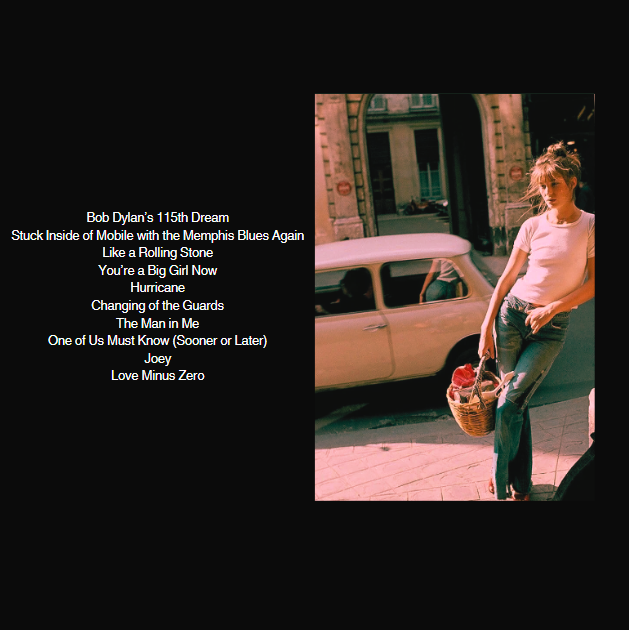 Bob Dylan's 115th Dream
Stuck Inside of Mobile with the Memphis Blues Again
Like a Rolling Stone
You're a Big Girl Now
Hurricane
Changing of the Guards
The Man in Me
One of Us Must Know (Sooner or Later)
Joey
Love Minus Zero